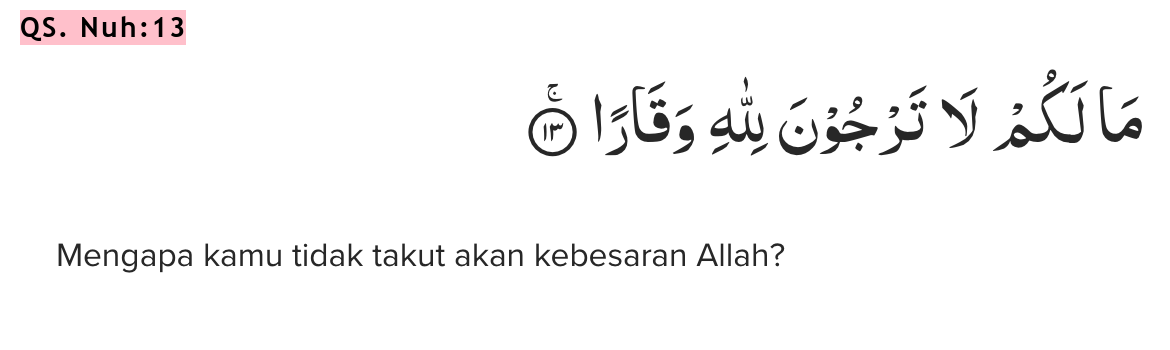 QS. Nuh:13
مَا لَكُمْ لَا تَرْجُوْنَ لِلّٰهِ وَقَارًاۚ ١٣
Mengapa kamu tidak takut akan kebesaran Allah?